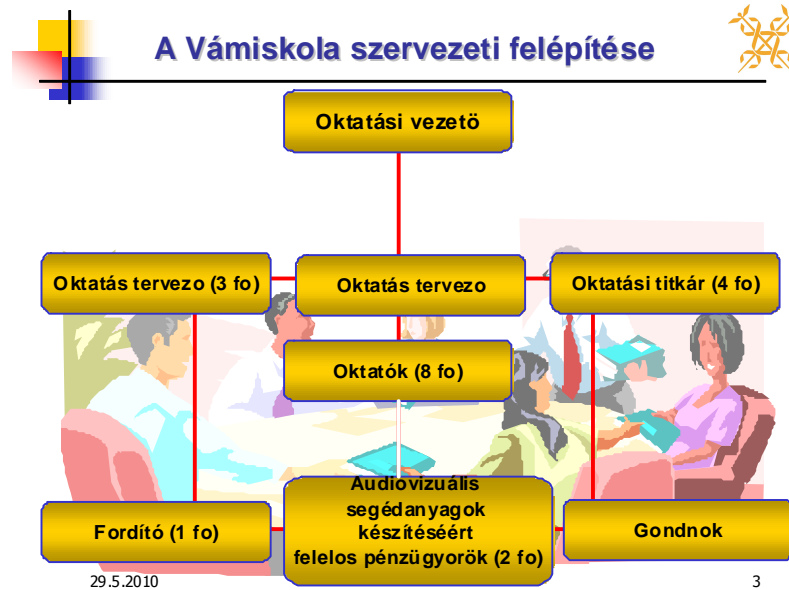 A Vámiskola szervezeti felépítése
Oktatási vezetö
Oktatás tervezo (3 fo)
Oktatás tervezo
Oktatási titkár (4 fo)
Oktatók (8 fo)
Fordító (1 fo)
Audiovizuális
segédanyagok
készítéséért
felelos pénzügyorök (2 fo)
Gondnok
29.5.2010
3